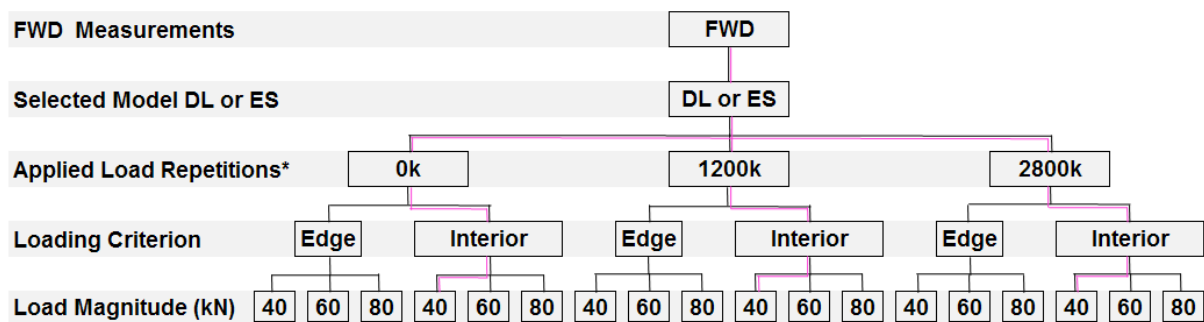 FWD Measurements FWD
Selected Model DL or ES DL or ES
Applied Load Repetitions* 0k 1200k 2800k
Loading Criterion Edge Interior Edge Interior Edge Interior
Load Magnitude (kN) 40 60 80 40 60 80 40 60 80 40 60 80 40 60 80 40 60 80